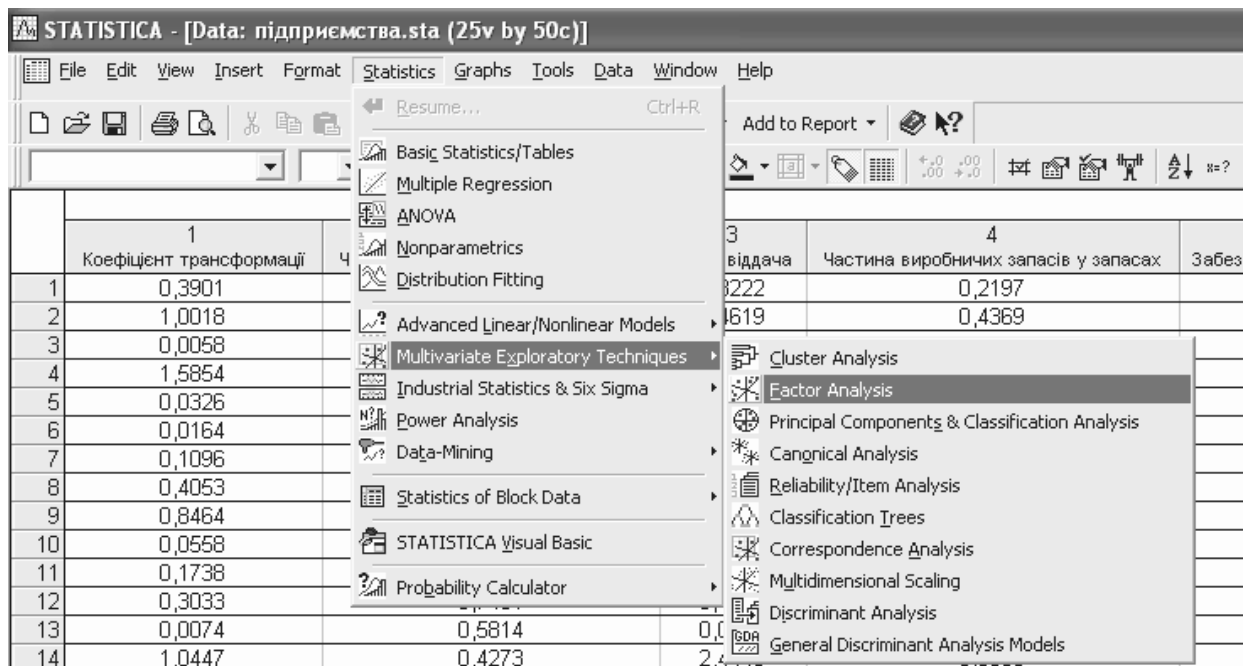 STATISTICA - [Data: підприємства.sta (25v by 50c)]
File Edit View Insert Format Statistics Graphs Tools Data Window Help
Resume... Ctrl+R
Add to Report
Basic Statistics/Tables
Multiple Regression
ANOVA
Nonparametrics
Distribution Fitting
Advanced Linear/Nonlinear Models
Multivariate Exploratory Techniques
Industrial Statistics & Six Sigma
Power Analysis
Data-Mining
Statistics of Block Data
STATISTICA Visual Basic
Probability Calculator
Cluster Analysis
Factor Analysis
Principal Components & Classification Analysis
Canonical Analysis
Reliability/Item Analysis
Classification Trees
Correspondence Analysis
Multidimensional Scaling
Discriminant Analysis
General Discriminant Analysis Models
1 3 4
Коефіцієнт трансформації віддача Частина виробничих запасів у запасах
1 0,3901 0,2197
2 1,0018 0,4369
3 0,0058
4 1,5854
5 0,0326
6 0,0164
7 0,1096
8 0,4053
9 0,8464
10 0,0558
11 0,1738
12 0,3033
13 0,0074 0,5814
14 1,0447 0,4273